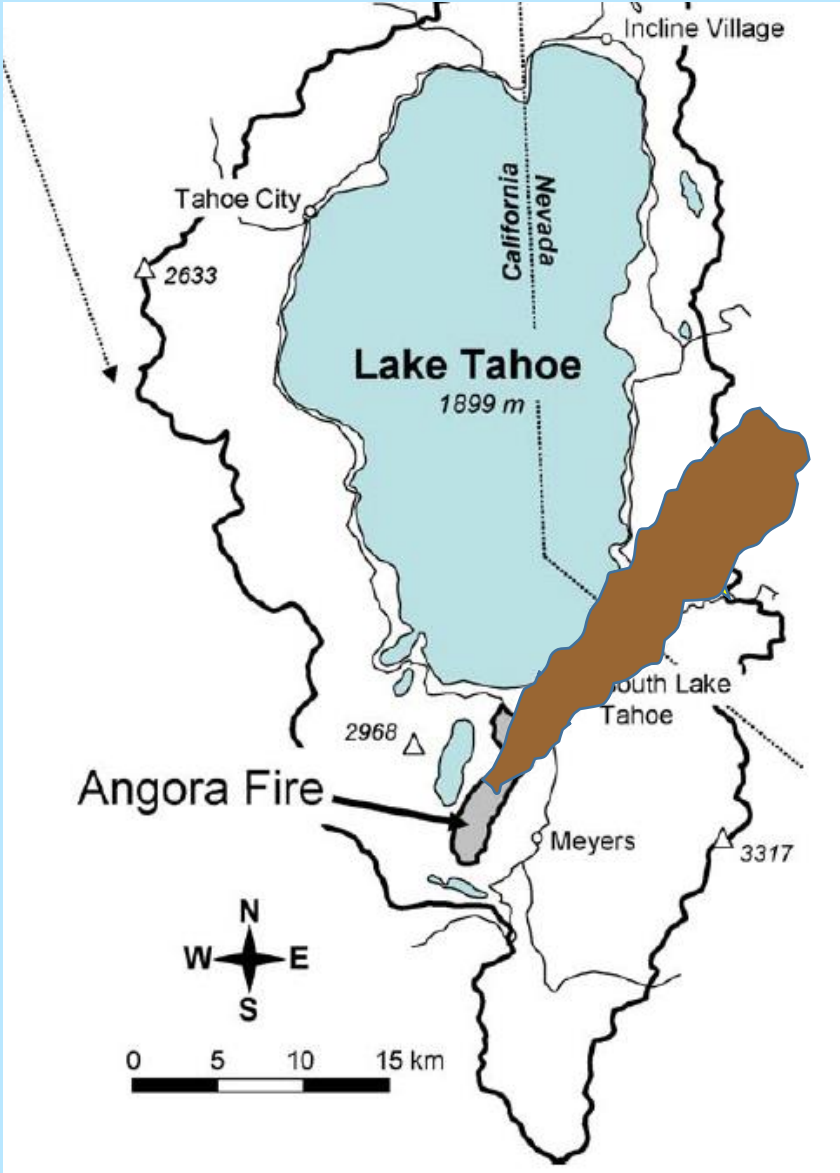 Incline Village
Tahoe City
California
Nevada
2633
Lake Tahoe
1899 m
South Lake
Tahoe
2968
Angora Fire
Meyers
3317
N
W E
S
0 5 10 15 km